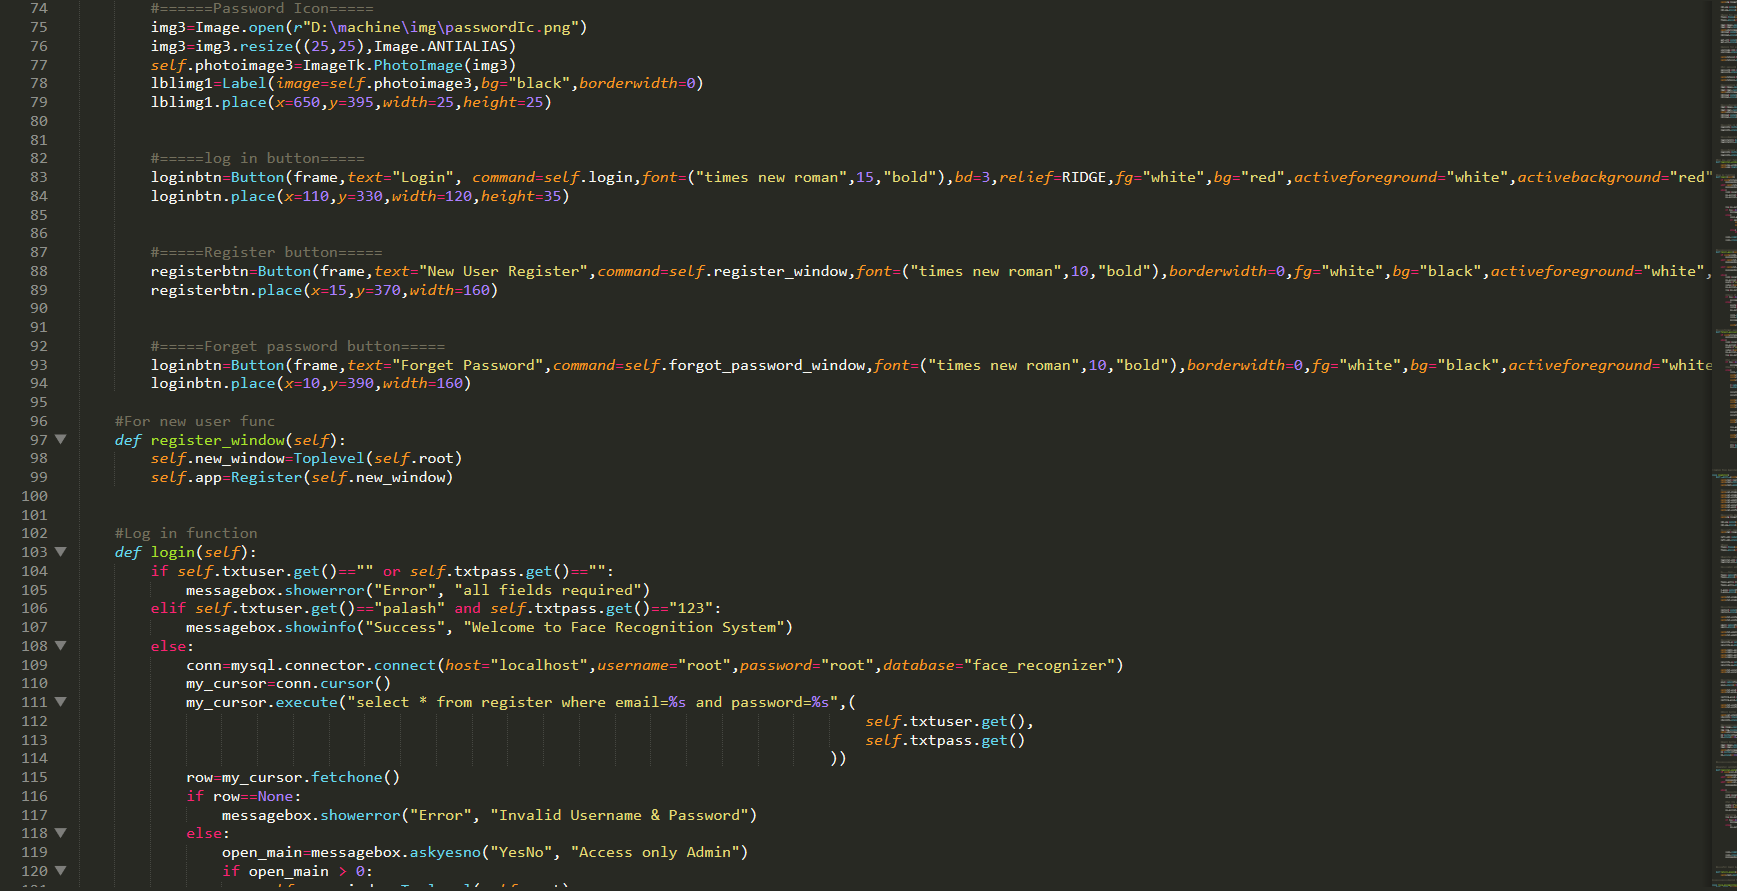 74 #======Password Icon=====
75 img3=Image.open(r"D:\machine\img\passwordIc.png")
76 img3=img3.resize((25,25),Image.ANTIALIAS)
77 self.photoimage3=ImageTk.PhotoImage(img3)
78 lblimg1=Label(image=self.photoimage3,bg="black",borderwidth=0)
79 lblimg1.place(x=650,y=395,width=25,height=25)
80
81
82 #=====log in button=====
83 loginbtn=Button(frame,text="Login", command=self.login,font=("times new roman",15,"bold"),bd=3,relief=RIDGE,fg="white",bg="red",activeforeground="white",activebackground="red"
84 loginbtn.place(x=110,y=330,width=120,height=35)
85
86
87 #=====Register button=====
88 registerbtn=Button(frame,text="New User Register",command=self.register_window,font=("times new roman",10,"bold"),borderwidth=0,fg="white",bg="black",activeforeground="white",
89 registerbtn.place(x=15,y=370,width=160)
90
91
92 #=====Forget password button=====
93 loginbtn=Button(frame,text="Forget Password",command=self.forgot_password_window,font=("times new roman",10,"bold"),borderwidth=0,fg="white",bg="black",activeforeground="white
94 loginbtn.place(x=10,y=390,width=160)
95
96 #For new user func
97 def register_window(self):
98 self.new_window=Toplevel(self.root)
99 self.app=Register(self.new_window)
100
101
102 #Log in function
103 def login(self):
104 if self.txtuser.get()=="" or self.txtpass.get()=="":
105 messagebox.showerror("Error", "all fields required")
106 elif self.txtuser.get()=="palash" and self.txtpass.get()=="123":
107 messagebox.showinfo("Success", "Welcome to Face Recognition System")
108 else:
109 conn=mysql.connector.connect(host="localhost",username="root",password="root",database="face_recognizer")
110 my_cursor=conn.cursor()
111 my_cursor.execute("select * from register where email=%s and password=%s",(
112 self.txtuser.get(),
113 self.txtpass.get()
114 ))
115 row=my_cursor.fetchone()
116 if row==None:
117 messagebox.showerror("Error", "Invalid Username & Password")
118 else:
119 open_main=messagebox.askyesno("YesNo", "Access only Admin")
120 if open_main > 0: